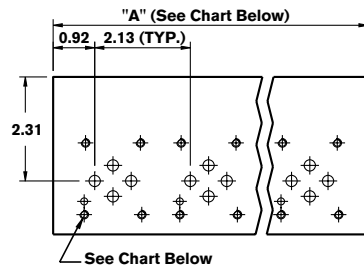 "A" (See Chart Below)
0.92 2.13 (TYP.)
2.31
See Chart Below